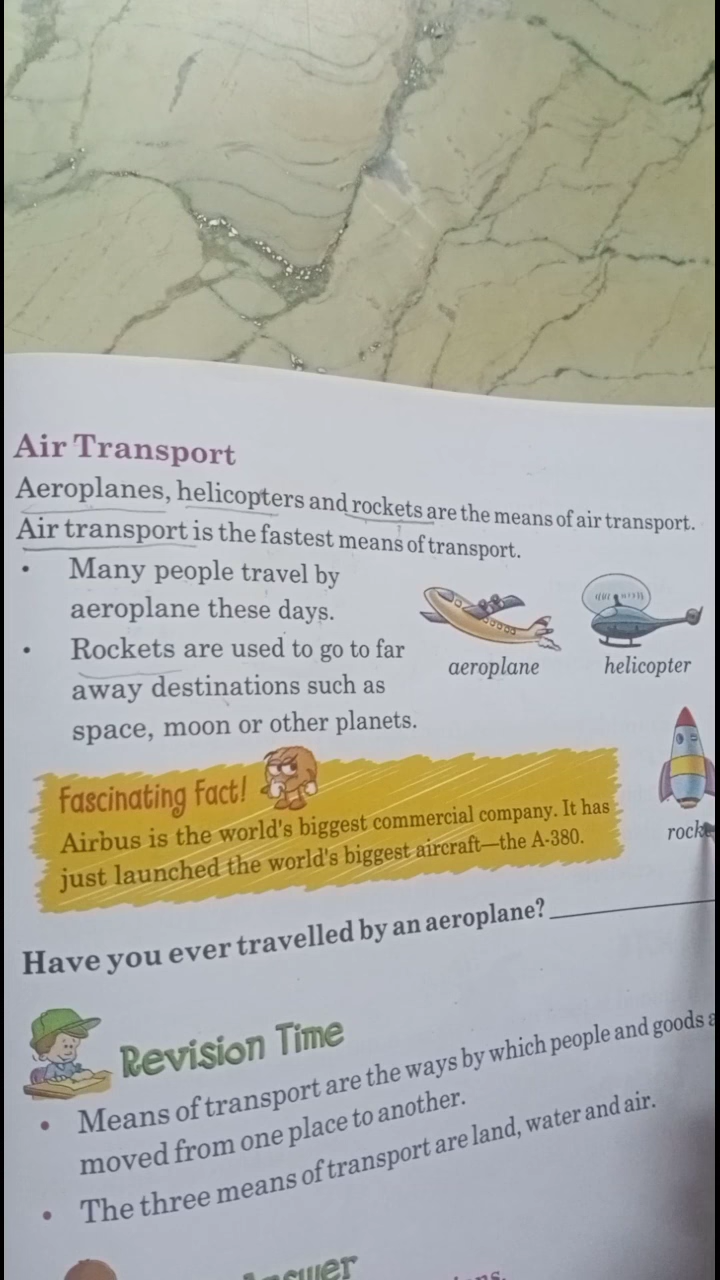 Air Transport
Aeroplanes, helicopters and rockets are the means of air transport.
Air transport is the fastest means of transport.
• Many people travel by
aeroplane these days.
• Rockets are used to go to far
away destinations such as
space, moon or other planets.
aeroplane
helicopter
Fascinating Fact!
Airbus is the world's biggest commercial company. It has
just launched the world's biggest aircraft—the A-380.
Have you ever travelled by an aeroplane?
Revision Time
• Means of transport are the ways by which people and goods
moved from one place to another.
• The three means of transport are land, water and air.